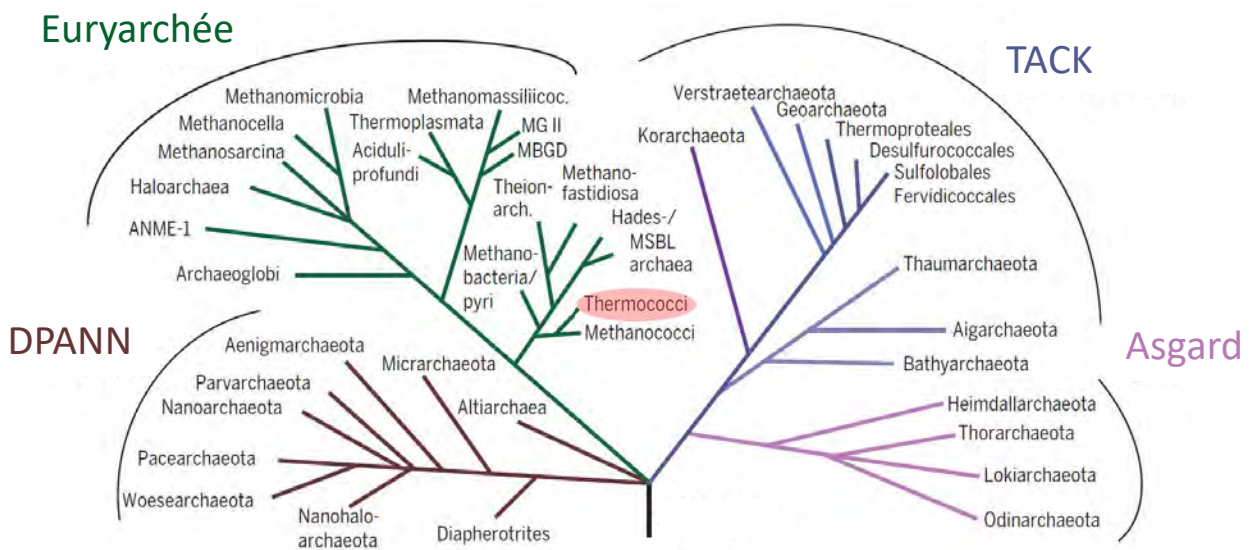 Euryarchée
TACK
Methanomicrobia
Methanomassiliicoc.
Verstraetearchaeota
Geoarchaeota
Methanocella
Thermoplasmata
MG II
Korarchaeota
Thermoproteales
Methanosarcina
Aciduli-
profundi
MBGD
Desulfurococcales
Sulfolobales
Fervidicoccales
Haloarchaea
Theion-
arch.
Methano-
fastidiosa
ANME-1
Hades-/
MSBL
archaea
Archaeoglobi
Methano-
bacteria/
pyri
Thaumarchaeota
Thermococci
Methanococci
Aigarchaeota
DPANN
Asgard
Aenigmarchaeota
Micrarchaeota
Bathyarchaeota
Parvarchaeota
Nanoarchaeota
Altiarchaea
Heimdallarchaeota
Thorarchaeota
Pacearchaeota
Lokiarchaeota
Woesearchaeota
Nanohalo-
archaeota
Diapherotrites
Odinarchaeota